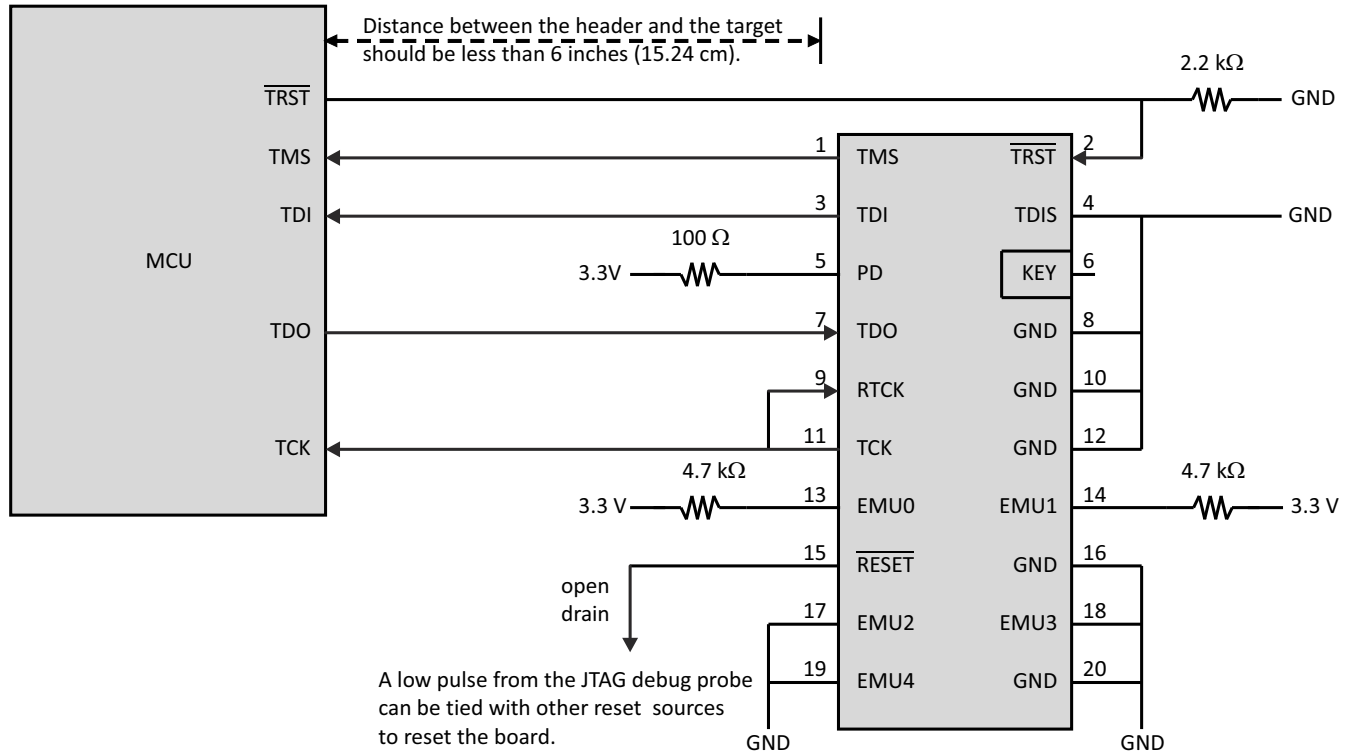 Distance between the header and the target
should be less than 6 inches (15.24 cm).
2.2 kΩ
TRST
GND
TMS
1
TMS
TRST
2
TDI
3
TDI
TDIS
4
GND
MCU
100 Ω
3.3V
5
PD
KEY
6
TDO
7
TDO
GND
8
9
RTCK
GND
10
TCK
11
TCK
GND
12
4.7 kΩ
4.7 kΩ
3.3 V
13
EMU0
EMU1
14
3.3 V
15
RESET
GND
16
open
drain
17
EMU2
EMU3
18
A low pulse from the JTAG debug probe
can be tied with other reset sources
to reset the board.
19
EMU4
GND
20
GND
GND